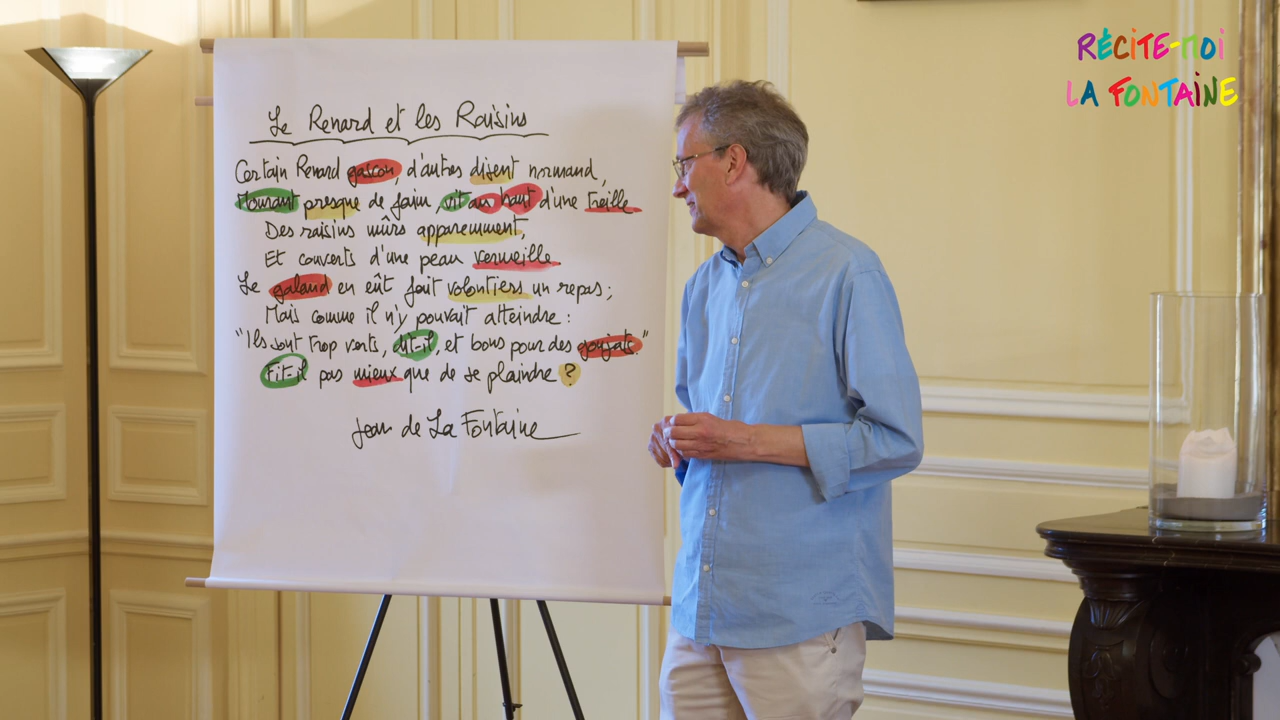 Le Renard et les Raisins
Certain Renard gascon, d'autres disent normand,
Mourant presque de faim, vit au haut d'une Treille
Des raisins mûrs apparemment,
Et couverts d'une peau vermeille.
Le galand en eût fait volontiers un repas;
Mais comme il n'y pouvait atteindre:
"Ils sont trop verts, dit-il, et bons pour des goujats."
Fit-il pas mieux que de se plaindre?
Jean de La Fontaine
RÉCITE-MOI
LA FONTAINE